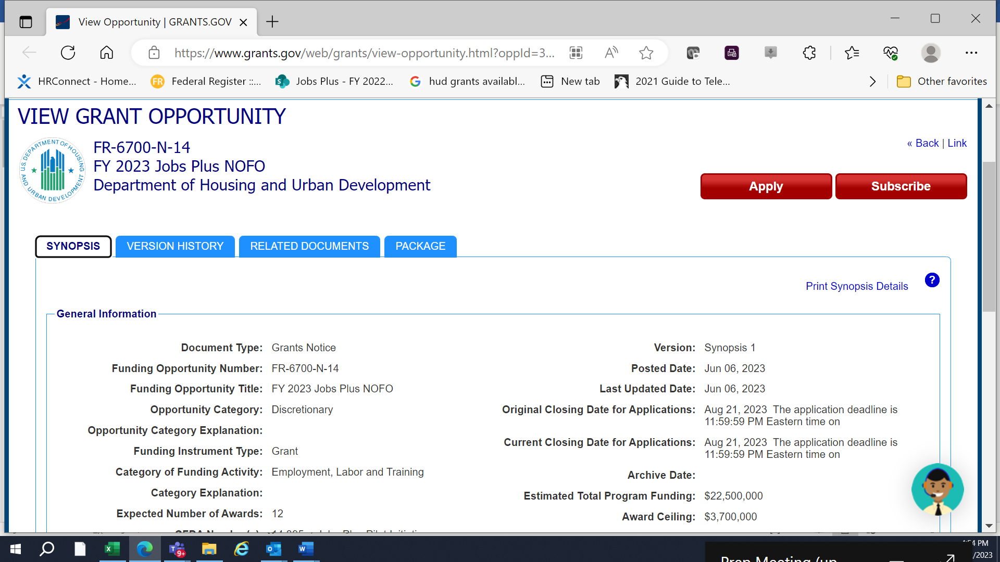 View Opportunity | GRANTS.GOV
https://www.grants.gov/web/grants/view-opportunity.html?oppId=3...
HRConnect - Home... FR Federal Register ::... Jobs Plus - FY 2022... hud grants availabl... New tab 2021 Guide to Tele... Other favorites
VIEW GRANT OPPORTUNITY
U.S. DEPARTMENT OF HOUSING AND URBAN DEVELOPMENT
FR-6700-N-14
FY 2023 Jobs Plus NOFO
Department of Housing and Urban Development
« Back | Link
Apply Subscribe
SYNOPSIS VERSION HISTORY RELATED DOCUMENTS PACKAGE
Print Synopsis Details ?
General Information
Document Type: Grants Notice
Funding Opportunity Number: FR-6700-N-14
Funding Opportunity Title: FY 2023 Jobs Plus NOFO
Opportunity Category: Discretionary
Opportunity Category Explanation:
Funding Instrument Type: Grant
Category of Funding Activity: Employment, Labor and Training
Category Explanation:
Expected Number of Awards: 12
Version: Synopsis 1
Posted Date: Jun 06, 2023
Last Updated Date: Jun 06, 2023
Original Closing Date for Applications: Aug 21, 2023 The application deadline is
11:59:59 PM Eastern time on
Current Closing Date for Applications: Aug 21, 2023 The application deadline is
11:59:59 PM Eastern time on
Archive Date:
Estimated Total Program Funding: $22,500,000
Award Ceiling: $3,700,000
9+
PM
/2023
Prep Meeting (up